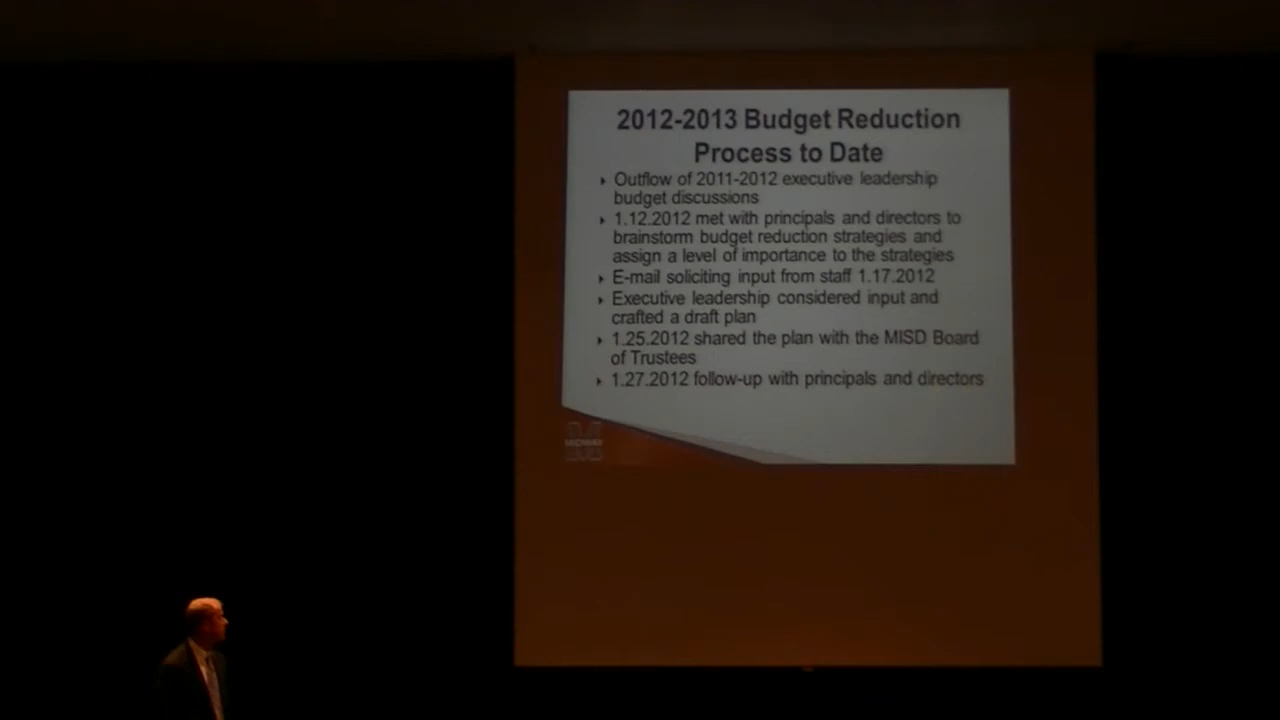 2012-2013 Budget Reduction
Process to Date
Outflow of 2011-2012 executive leadership
budget discussions
1.12.2012 met with principals and directors to
brainstorm budget reduction strategies and
assign a level of importance to the strategies
E-mail soliciting input from staff 1.17.2012
Executive leadership considered input and
crafted a draft plan
1.25.2012 shared the plan with the MISD Board
of Trustees
1.27.2012 follow-up with principals and directors
MIDWAY